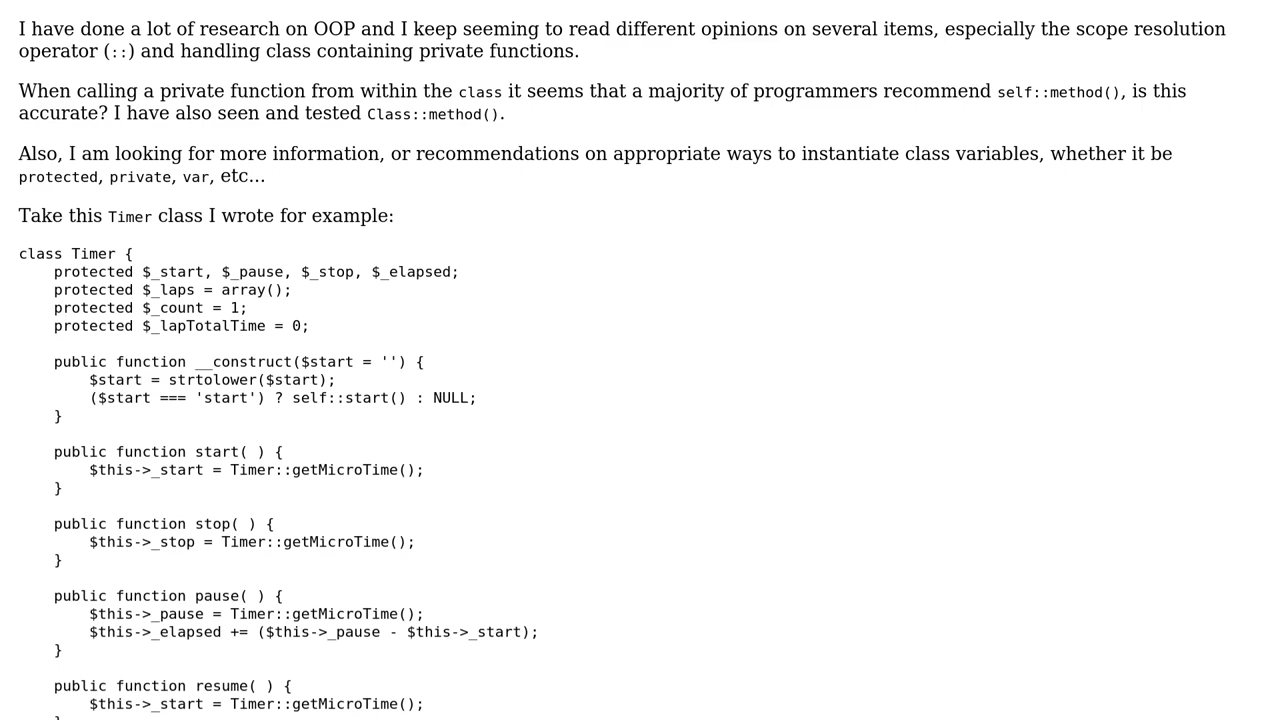 I have done a lot of research on OOP and I keep seeming to read different opinions on several items, especially the scope resolution
operator (::) and handling class containing private functions.
When calling a private function from within the class it seems that a majority of programmers recommend self::method(), is this
accurate? I have also seen and tested Class::method().
Also, I am looking for more information, or recommendations on appropriate ways to instantiate class variables, whether it be
protected, private, var, etc...
Take this Timer class I wrote for example:
class Timer {
    protected $_start, $_pause, $_stop, $_elapsed;
    protected $_laps = array();
    protected $_count = 1;
    protected $_lapTotalTime = 0;

    public function __construct($start = '') {
        $start = strtolower($start);
        ($start === 'start') ? self::start() : NULL;
    }

    public function start( ) {
        $this->_start = Timer::getMicroTime();
    }

    public function stop( ) {
        $this->_stop = Timer::getMicroTime();
    }

    public function pause( ) {
        $this->_pause = Timer::getMicroTime();
        $this->_elapsed += ($this->_pause - $this->_start);
    }

    public function resume( ) {
        $this->_start = Timer::getMicroTime();
    }